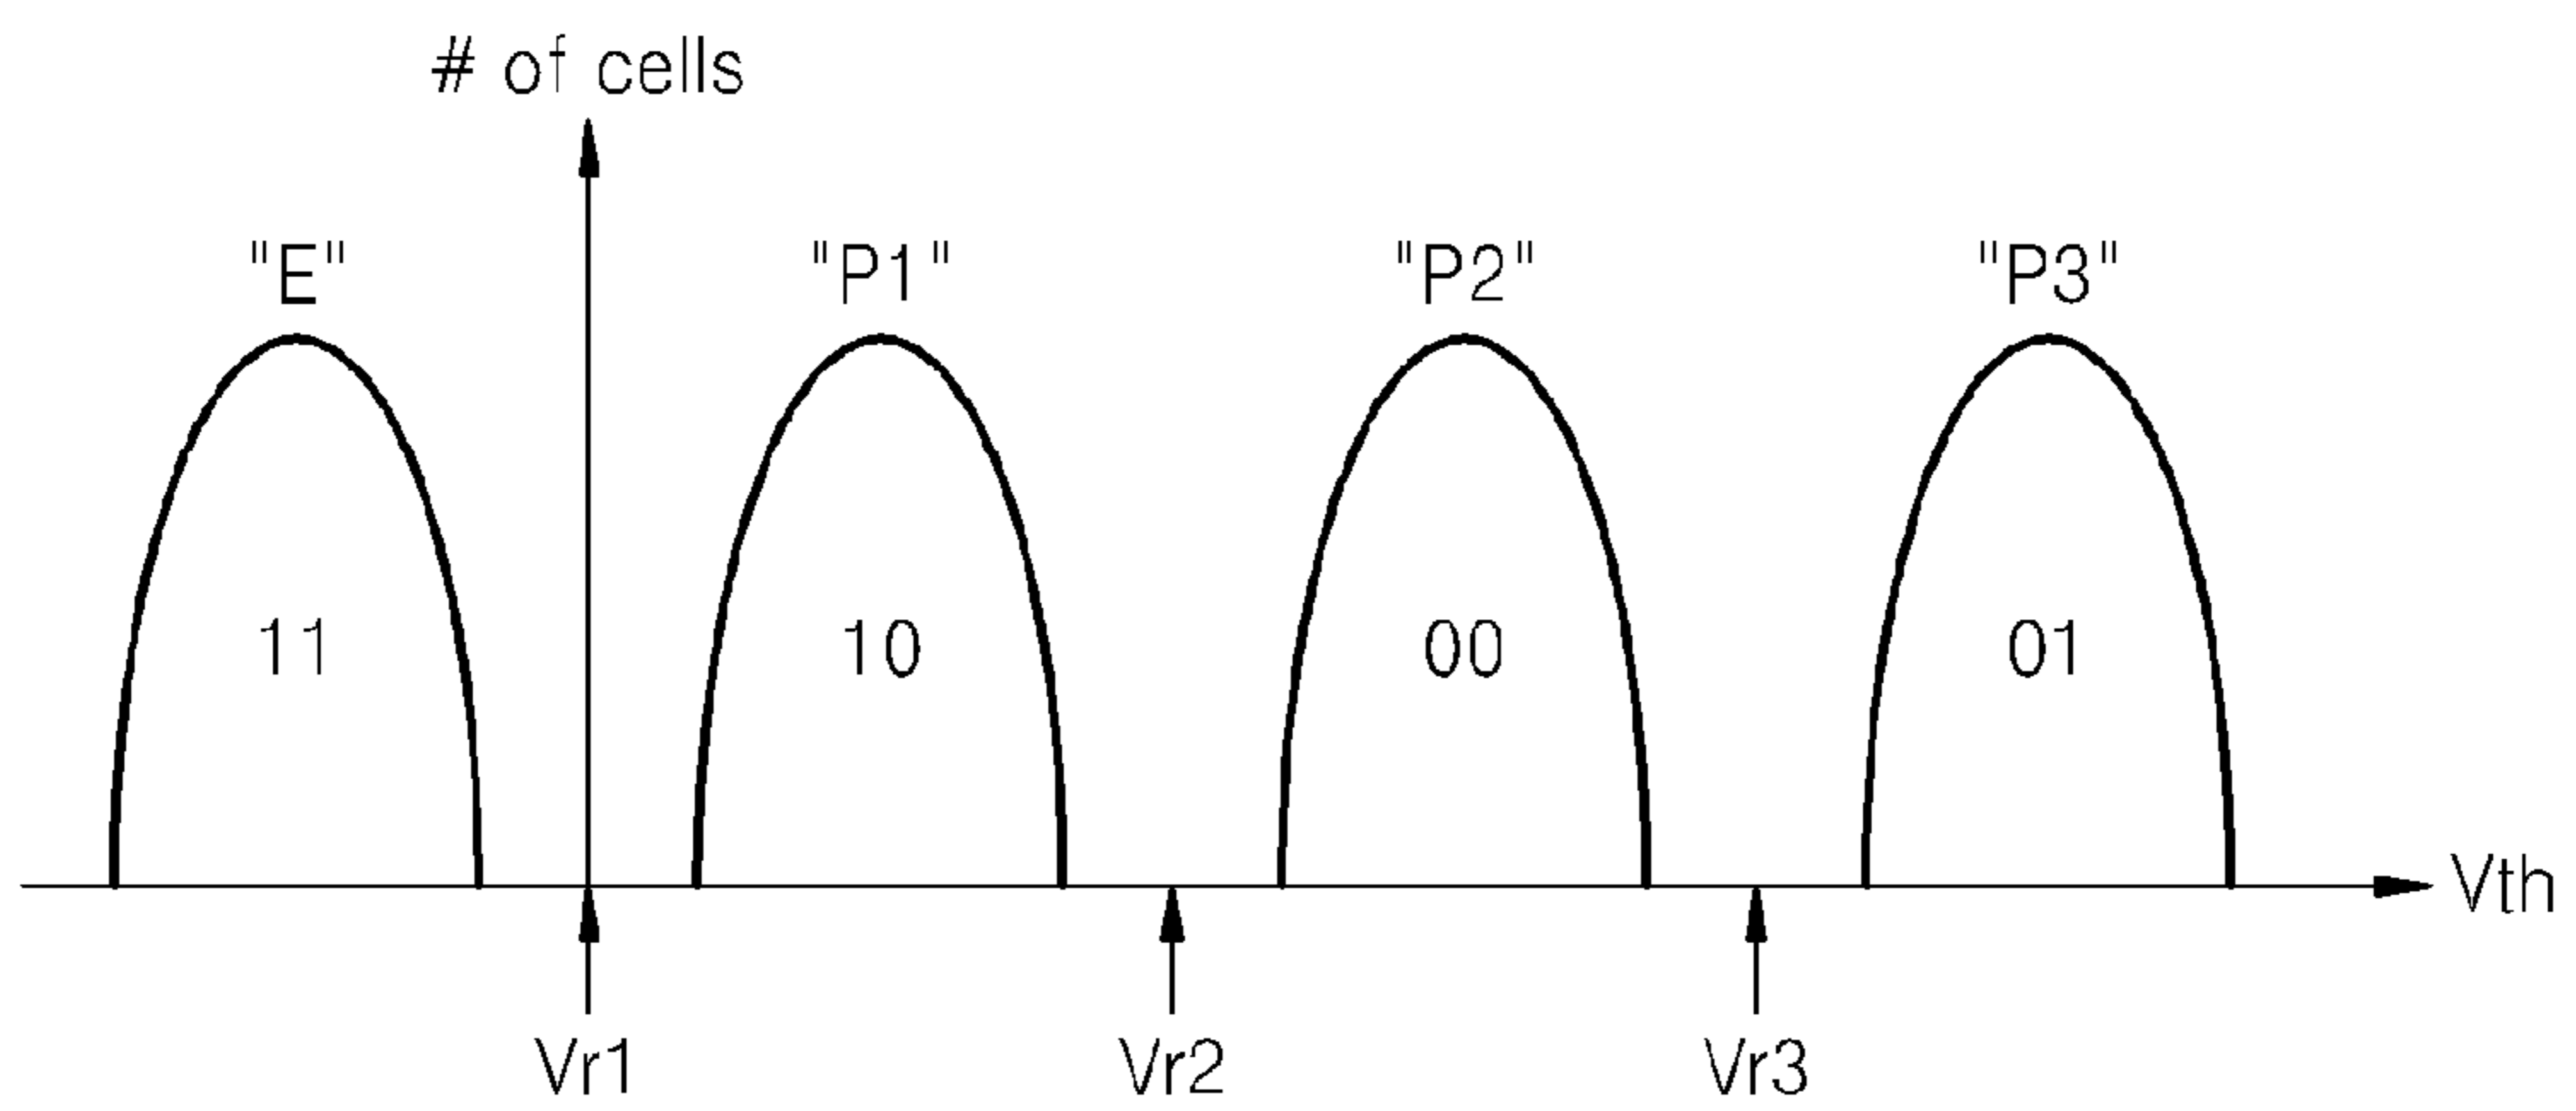 # of cells
"E" "P1" "P2" "P3"
11 10 00 01
Vth
Vr1 Vr2 Vr3